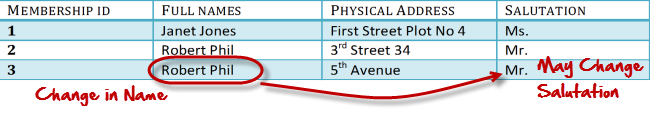 MEMBERSHIP ID FULL NAMES PHYSICAL ADDRESS SALUTATION
1 Janet Jones First Street Plot No 4 Ms.
2 Robert Phil 3rd Street 34 Mr.
3 Robert Phil 5th Avenue Mr. May Change
Change in Name Salutation